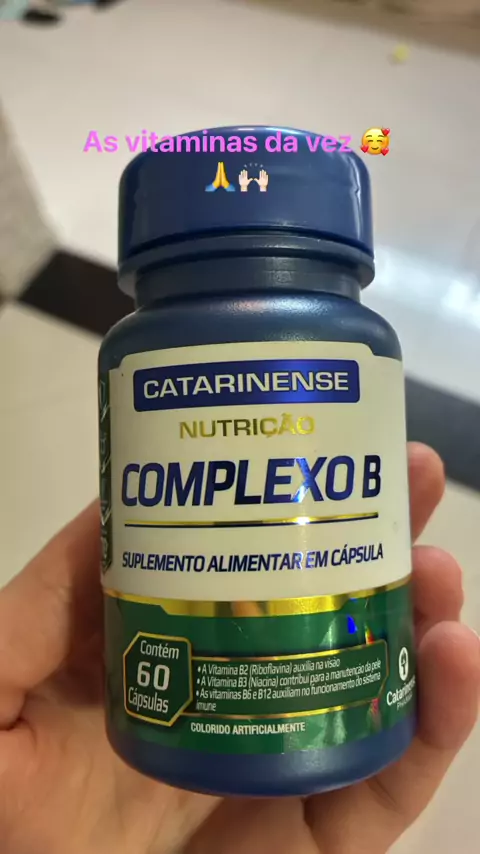 As vitaminas da vez 🥰
🙏🙌🏻
CATARINENSE
NUTRIÇÃO
COMPLEXO B
SUPLEMENTO ALIMENTAR EM CÁPSULA
Contém
60
Cápsulas
• A Vitamina B2 (Riboflavina) auxilia na visão
• A Vitamina B3 (Niacina) contribui para a manutenção da pele
• As vitaminas B6 e B12 auxiliam no funcionamento do sistema
imune
COLORIDO ARTIFICIALMENTE
Catarinense